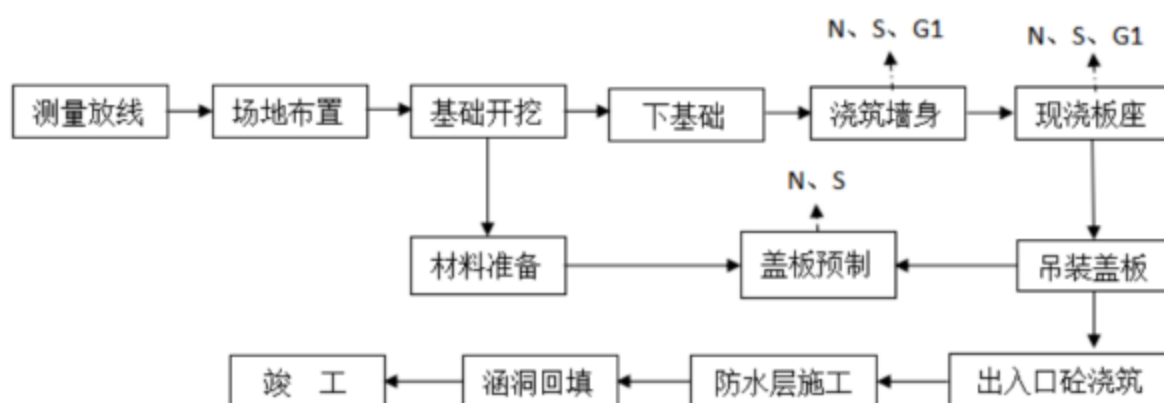 N、S、G1
N、S、G1
测量放线
场地布置
基础开挖
下基础
浇筑墙身
现浇板座
N、S
材料准备
盖板预制
吊装盖板
竣 工
涵洞回填
防水层施工
出入口砼浇筑